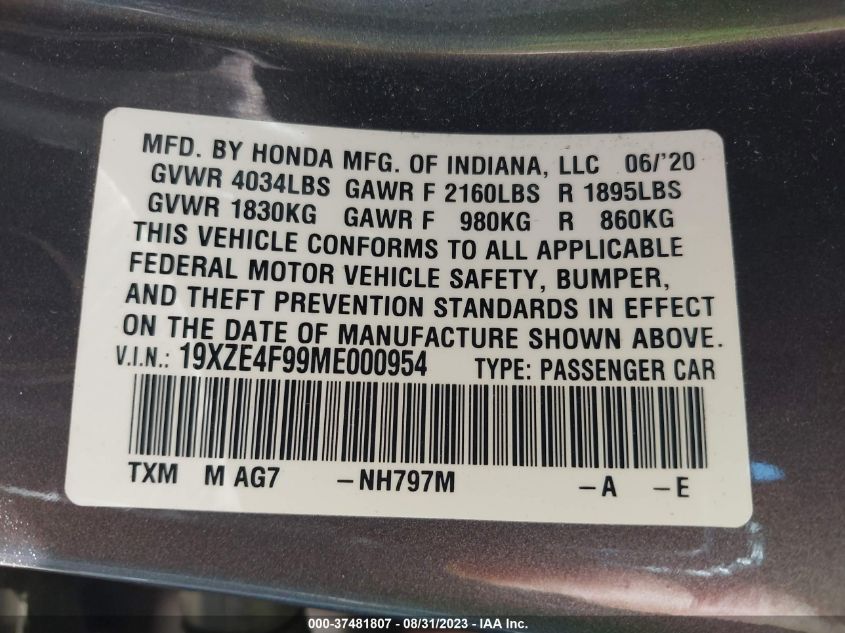 MFD. BY HONDA MFG. OF INDIANA, LLC 06/'20
GVWR 4034LBS GAWR F 2160LBS R 1895LBS
GVWR 1830KG GAWR F 980KG R 860KG
THIS VEHICLE CONFORMS TO ALL APPLICABLE
FEDERAL MOTOR VEHICLE SAFETY, BUMPER,
AND THEFT PREVENTION STANDARDS IN EFFECT
ON THE DATE OF MANUFACTURE SHOWN ABOVE.
V.I.N.: 19XZE4F99ME000954 TYPE: PASSENGER CAR
TXM M AG7 -NH797M -A -E
000-37481807 - 08/31/2023 - IAA Inc.